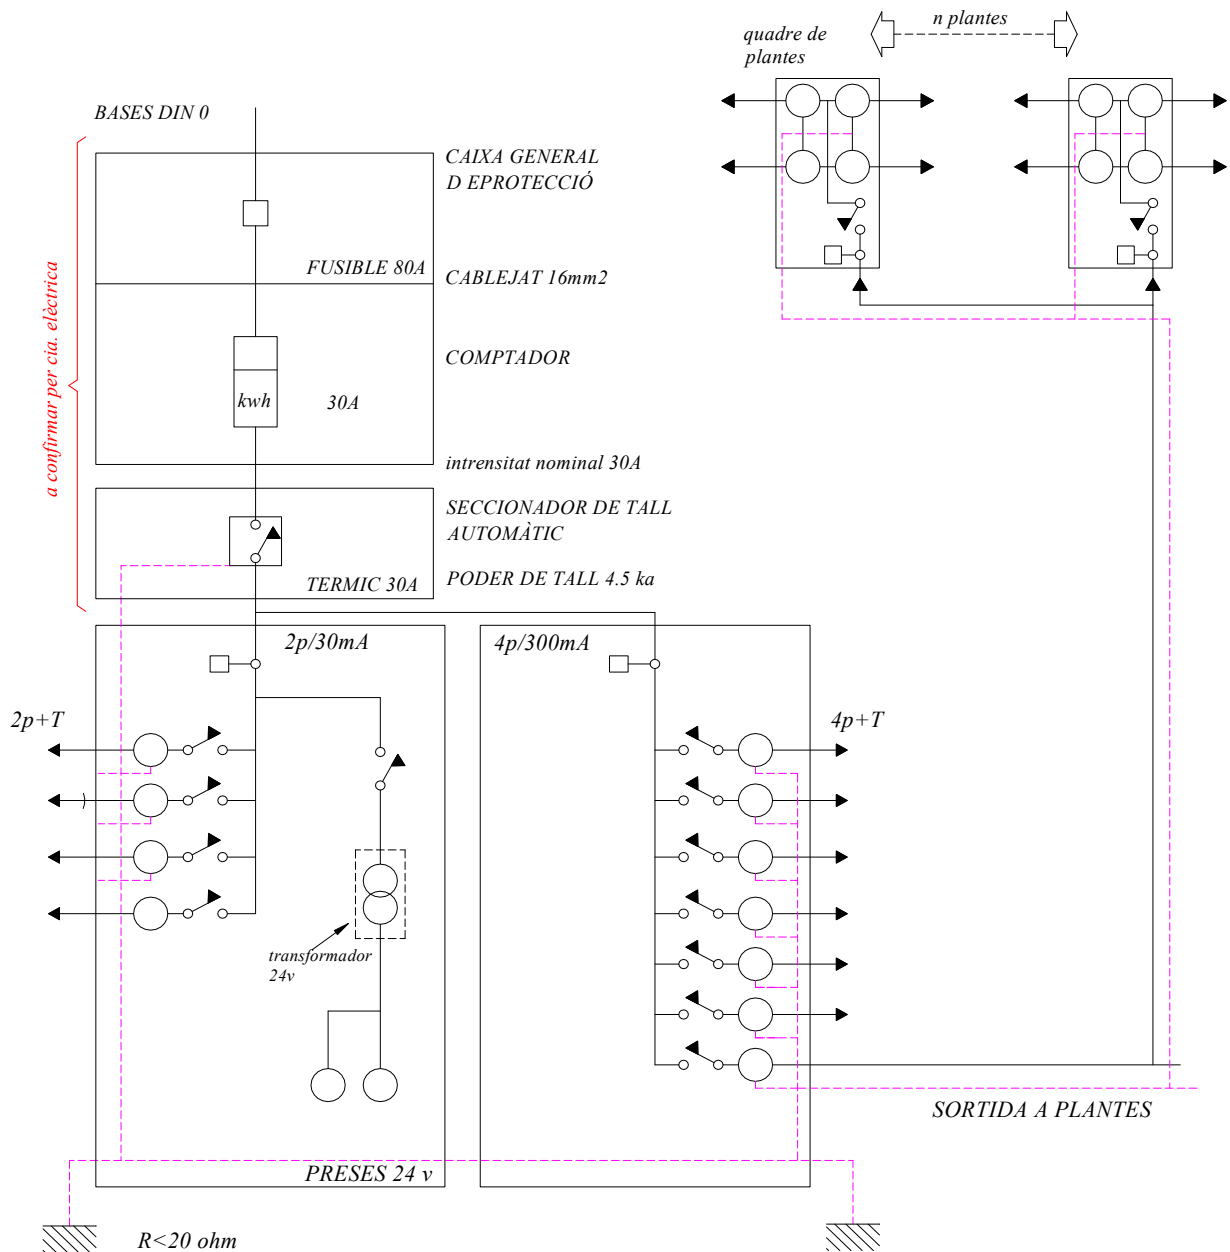 n plantes
quadre de
plantes
BASES DIN 0
CAIXA GENERAL
D EPROTECCIÓ
FUSIBLE 80A
CABLEJAT 16mm2
a confirmar per cia. elèctrica
COMPTADOR
kwh
30A
intrensitat nominal 30A
SECCIONADOR DE TALL
AUTOMÀTIC
TERMIC 30A
PODER DE TALL 4.5 ka
2p/30mA
4p/300mA
2p+T
4p+T
transformador
24v
SORTIDA A PLANTES
PRESES 24 v
R<20 ohm